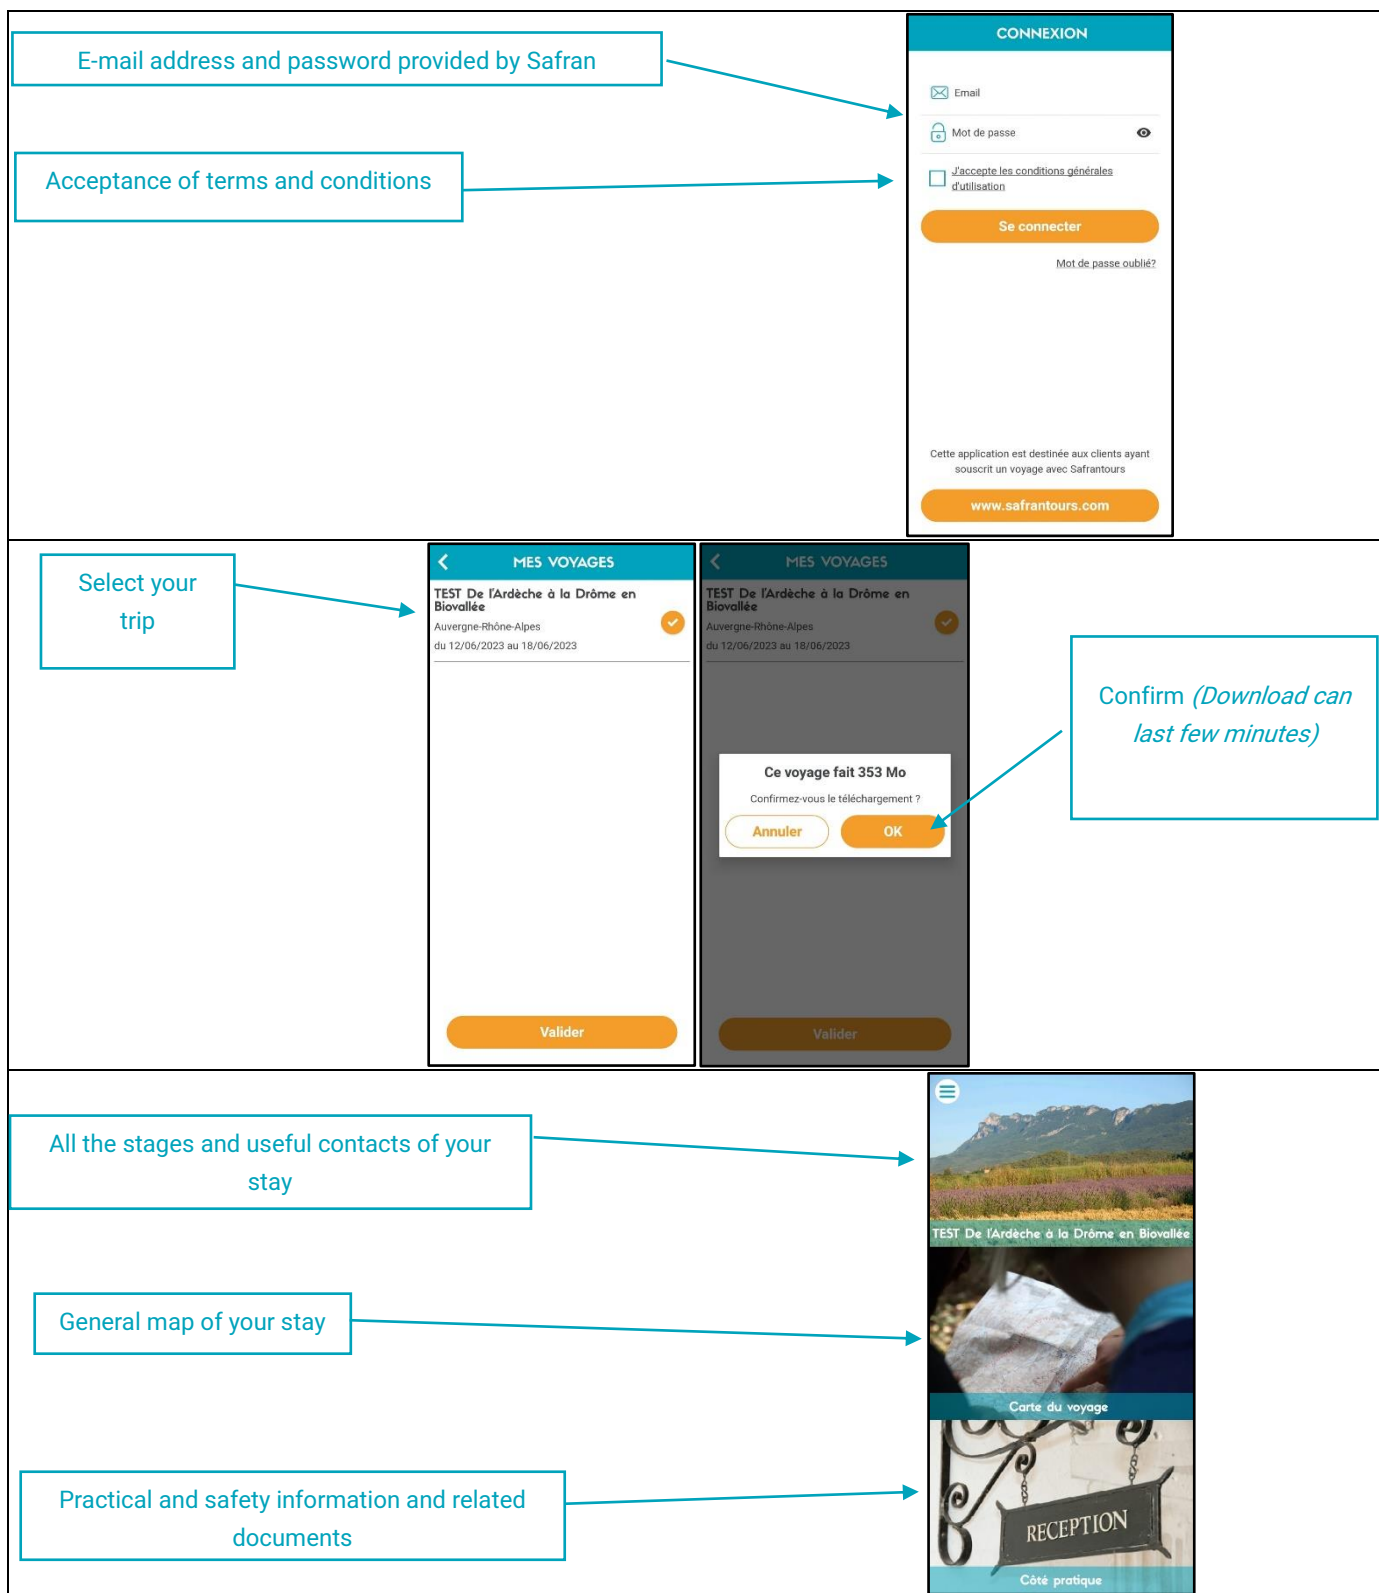 E-mail address and password provided by Safran
Acceptance of terms and conditions
CONNEXION
Email
Mot de passe
J'accepte les conditions générales
d'utilisation
Se connecter
Mot de passe oublié?
Cette application est destinée aux clients ayant
souscrit un voyage avec Safrantours
www.safrantours.com
Select your
trip
MES VOYAGES
TEST De l'Ardèche à la Drôme en
Biovallée
Auvergne-Rhône-Alpes
du 12/06/2023 au 18/06/2023
Valider
MES VOYAGES
TEST De l'Ardèche à la Drôme en
Biovallée
Auvergne-Rhône-Alpes
du 12/06/2023 au 18/06/2023
Ce voyage fait 353 Mo
Confirmez-vous le téléchargement ?
Annuler
OK
Valider
Confirm (Download can
last few minutes)
All the stages and useful contacts of your
stay
General map of your stay
Practical and safety information and related
documents
TEST De l'Ardèche à la Drôme en Biovallée
Carte du voyage
RECEPTION
Côté pratique